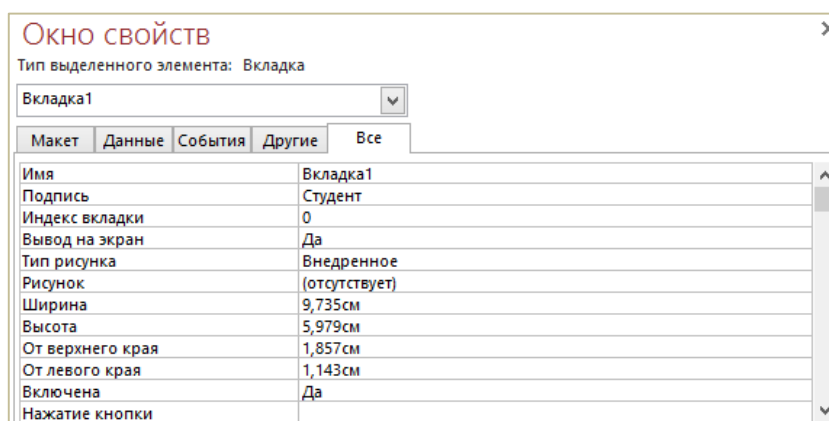 Окно свойств
Тип выделенного элемента: Вкладка
Вкладка1
Макет Данные События Другие Все
Имя Вкладка1
Подпись Студент
Индекс вкладки 0
Вывод на экран Да
Тип рисунка Внедренное
Рисунок (отсутствует)
Ширина 9,735см
Высота 5,979см
От верхнего края 1,857см
От левого края 1,143см
Включена Да
Нажатие кнопки